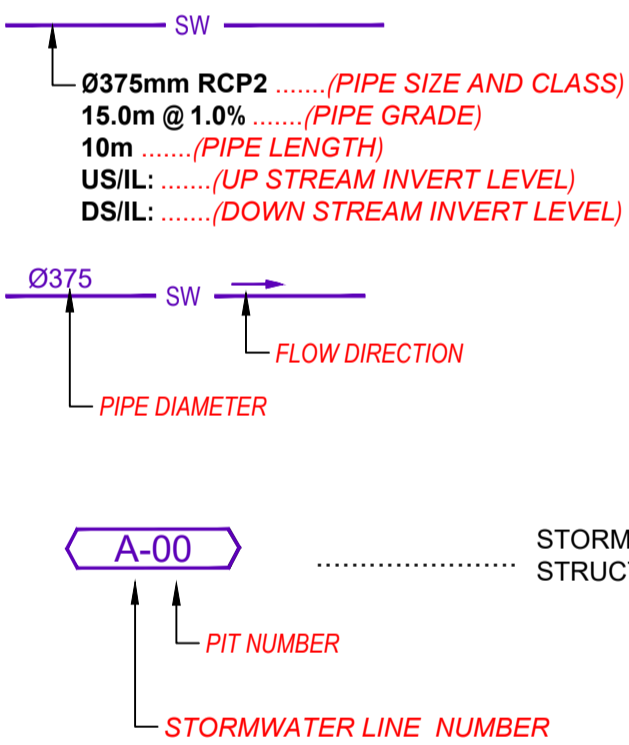 SW
Ø375mm RCP2 .......(PIPE SIZE AND CLASS)
15.0m @ 1.0% .......(PIPE GRADE)
10m .......(PIPE LENGTH)
US/IL: .......(UP STREAM INVERT LEVEL)
DS/IL: .......(DOWN STREAM INVERT LEVEL)
Ø375
SW
FLOW DIRECTION
PIPE DIAMETER
A-00 ....................
STORM
STRUCT
PIT NUMBER
STORMWATER LINE NUMBER